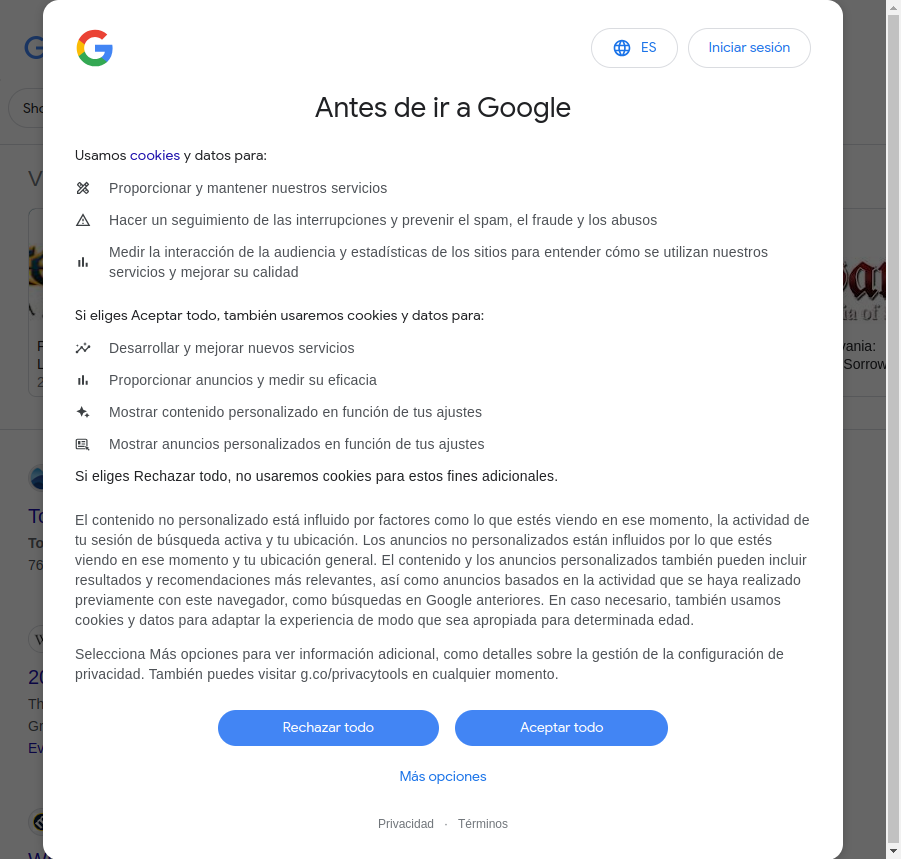 ES
Iniciar sesión
Antes de ir a Google
Usamos cookies y datos para:
Proporcionar y mantener nuestros servicios
Hacer un seguimiento de las interrupciones y prevenir el spam, el fraude y los abusos
Medir la interacción de la audiencia y estadísticas de los sitios para entender cómo se utilizan nuestros
servicios y mejorar su calidad
Si eliges Aceptar todo, también usaremos cookies y datos para:
Desarrollar y mejorar nuevos servicios
Proporcionar anuncios y medir su eficacia
Mostrar contenido personalizado en función de tus ajustes
Mostrar anuncios personalizados en función de tus ajustes
Si eliges Rechazar todo, no usaremos cookies para estos fines adicionales.
El contenido no personalizado está influido por factores como lo que estés viendo en ese momento, la actividad de
tu sesión de búsqueda activa y tu ubicación. Los anuncios no personalizados están influidos por lo que estés
viendo en ese momento y tu ubicación general. El contenido y los anuncios personalizados también pueden incluir
resultados y recomendaciones más relevantes, así como anuncios basados en la actividad que se haya realizado
previamente con este navegador, como búsquedas en Google anteriores. En caso necesario, también usamos
cookies y datos para adaptar la experiencia de modo que sea apropiada para determinada edad.
Selecciona Más opciones para ver información adicional, como detalles sobre la gestión de la configuración de
privacidad. También puedes visitar g.co/privacytools en cualquier momento.
Rechazar todo
Aceptar todo
Más opciones
Privacidad · Términos
Sorrow